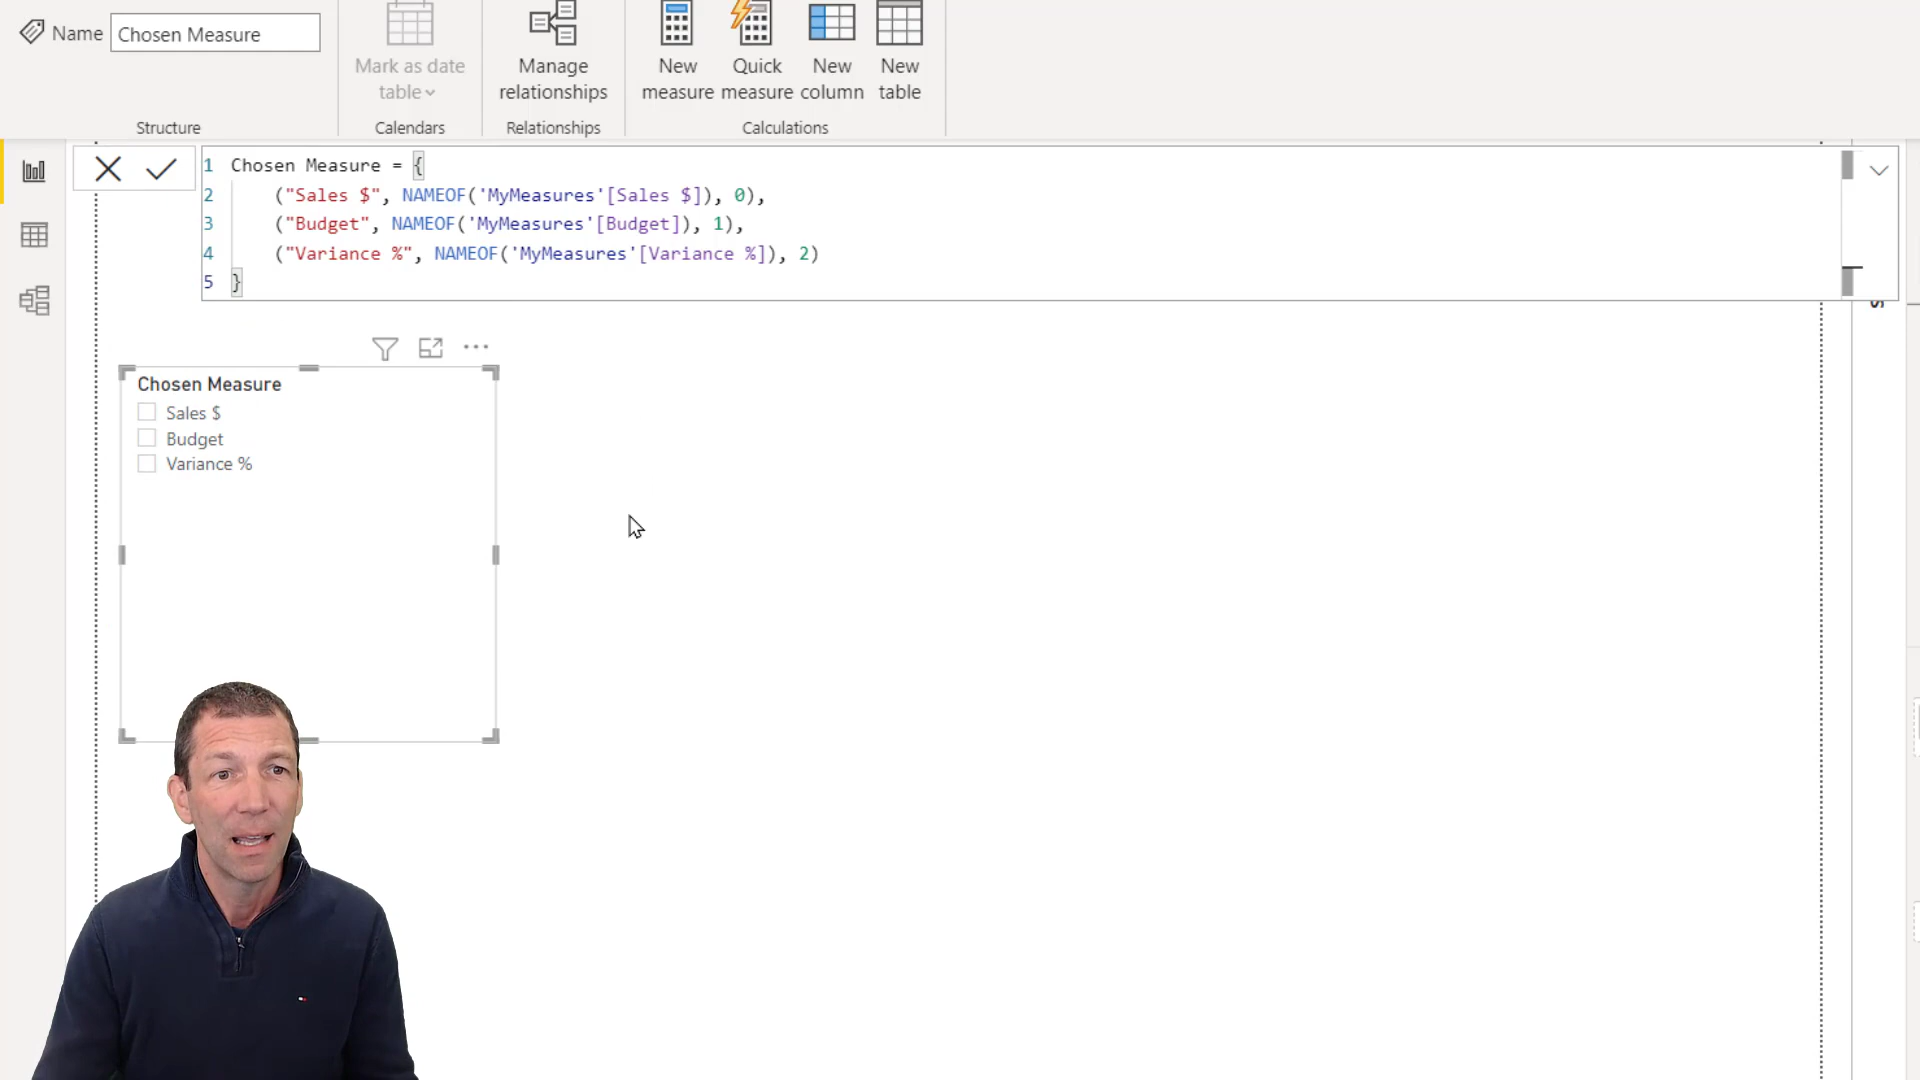 Name
Chosen Measure
Mark as date
table
Manage
relationships
New
measure
Quick
measure
New
column
New
table
Structure
Calendars
Relationships
Calculations
1 Chosen Measure = {
2 ("Sales $", NAMEOF('MyMeasures'[Sales $]), 0),
3 ("Budget", NAMEOF('MyMeasures'[Budget]), 1),
4 ("Variance %", NAMEOF('MyMeasures'[Variance %]), 2)
5 }
Chosen Measure
Sales $
Budget
Variance %